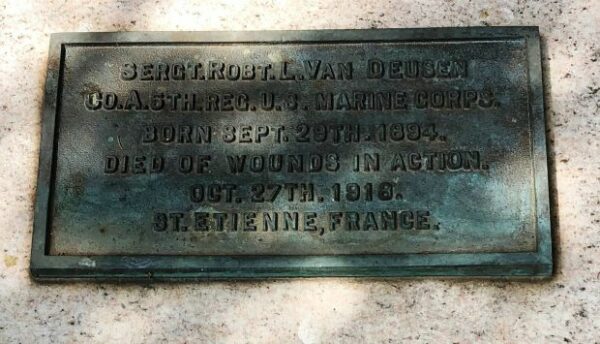 SERGT. ROBT. L. VAN DEUSEN
CO. A. 5TH. REG. U. S. MARINE CORPS.
BORN SEPT. 29TH. 1894.
DIED OF WOUNDS IN ACTION.
OCT. 27TH. 1918.
ST. ETIENNE, FRANCE.